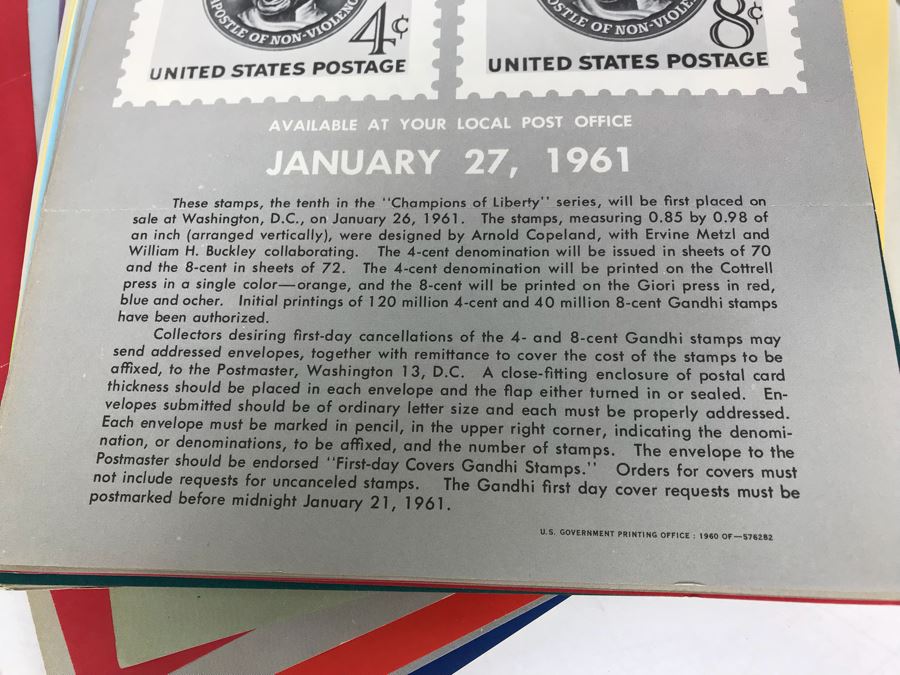 APOSTLE OF NON-VIOLENCE
4¢
UNITED STATES POSTAGE
APOSTLE OF NON-VIOLENCE
8¢
UNITED STATES POSTAGE
AVAILABLE AT YOUR LOCAL POST OFFICE
JANUARY 27, 1961
These stamps, the tenth in the "Champions of Liberty" series, will be first placed on
sale at Washington, D.C., on January 26, 1961. The stamps, measuring 0.85 by 0.98 of
an inch (arranged vertically), were designed by Arnold Copeland, with Ervine Metzl and
William H. Buckley collaborating. The 4-cent denomination will be issued in sheets of 70
and the 8-cent in sheets of 72. The 4-cent denomination will be printed on the Cottrell
press in a single color—orange, and the 8-cent will be printed on the Giori press in red,
blue and ocher. Initial printings of 120 million 4-cent and 40 million 8-cent Gandhi stamps
have been authorized.
Collectors desiring first-day cancellations of the 4- and 8-cent Gandhi stamps may
send addressed envelopes, together with remittance to cover the cost of the stamps to be
affixed, to the Postmaster, Washington 13, D.C. A close-fitting enclosure of postal card
thickness should be placed in each envelope and the flap either turned in or sealed. En-
velopes submitted should be of ordinary letter size and each must be properly addressed.
Each envelope must be marked in pencil, in the upper right corner, indicating the denomi-
nation, or denominations, to be affixed, and the number of stamps. The envelope to the
Postmaster should be endorsed "First-day Covers Gandhi Stamps." Orders for covers must
not include requests for uncanceled stamps. The Gandhi first day cover requests must be
postmarked before midnight January 21, 1961.
U.S. GOVERNMENT PRINTING OFFICE : 1960 OF—576282